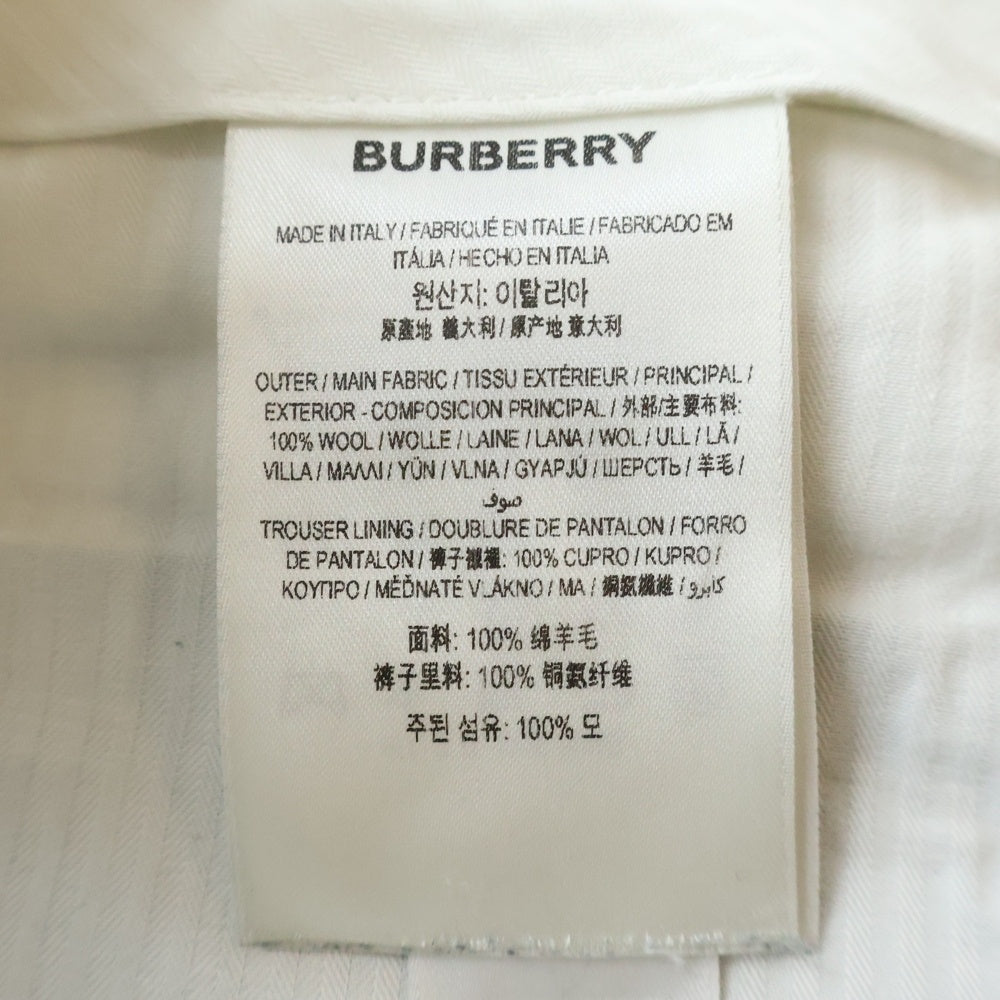 BURBERRY
MADE IN ITALY / FABRIQUÉ EN ITALIE / FABRICADO EM
ITÁLIA / HECHO EN ITALIA
원산지: 이탈리아
原產地 義大利 / 原产地 意大利
OUTER / MAIN FABRIC / TISSU EXTÉRIEUR / PRINCIPAL /
EXTERIOR - COMPOSICION PRINCIPAL / 外部/主要布料:
100% WOOL / WOLLE / LAINE / LANA / WOL / ULL / LÃ /
VILLA / ΜΑΛΛΙ / YÜN / VLNA / GYAPJÚ / ШЕРСТЬ / 羊毛 /
صوف
TROUSER LINING / DOUBLURE DE PANTALON / FORRO
DE PANTALON / 褲子襯裡: 100% CUPRO / KUPRO /
ΚΟΥΠΡΟ / MĚĎNATÉ VLÁKNO / MA / 銅氨纖維 / كابرو
面料: 100% 绵羊毛
裤子里料: 100% 铜氨纤维
주된 섬유: 100% 모